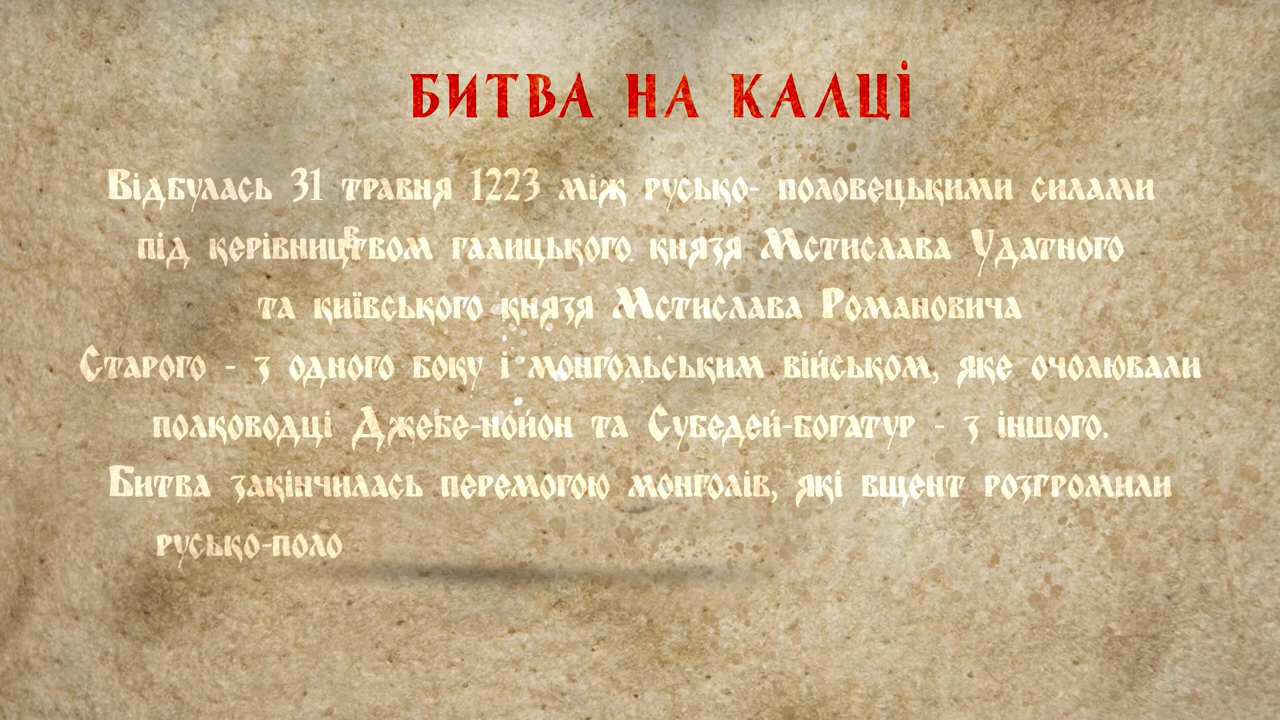 БИТВА НА КАЛЦІ
Відбулась 31 травня 1223 між русько- половецькими силами
під керівництвом галицького князя Мстислава Удатного
та київського князя Мстислава Романовича
Старого - з одного боку і монгольським військом, яке очолювали
полководці Джебе-нойон та Субедей-богатур - з іншого.
Битва закінчилась перемогою монголів, які вщент розгромили
русько-поло